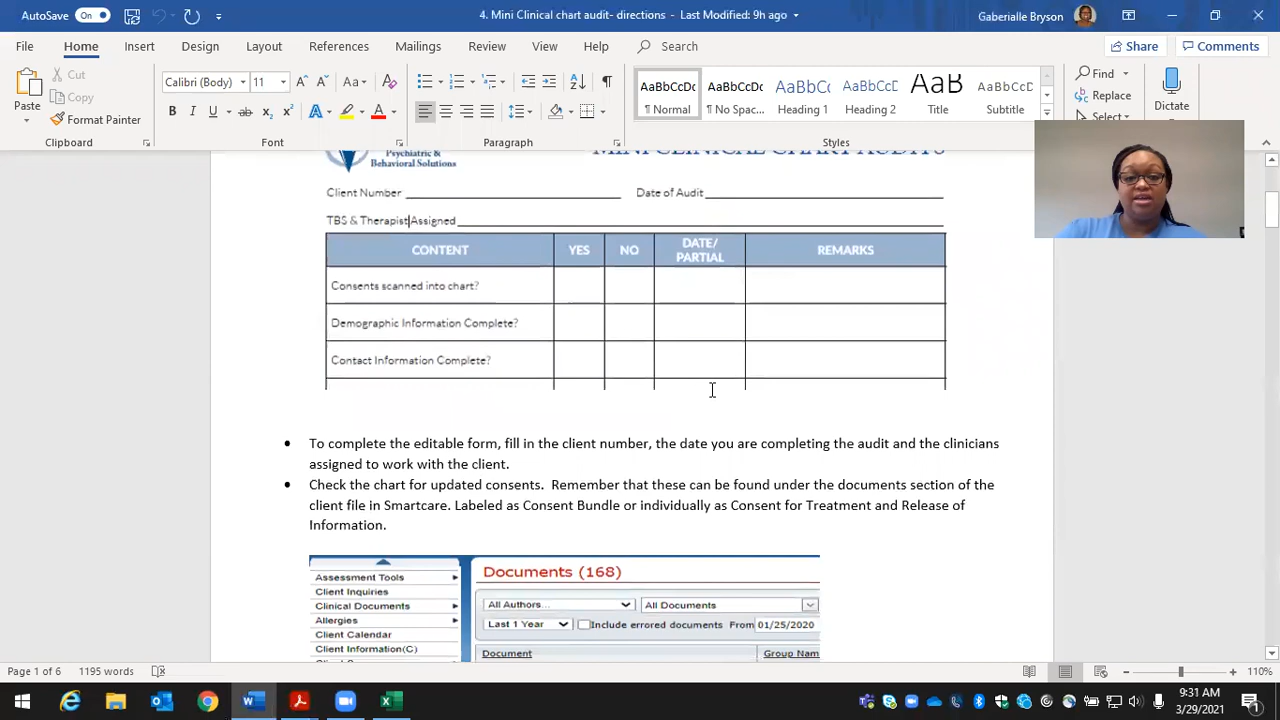 AutoSave On
4. Mini Clinical chart audit- directions - Last Modified: 9h ago
Gaberialle Bryson
File Home Insert Design Layout References Mailings Review View Help Search
Share Comments
Paste
Cut
Copy
Format Painter
Calibri (Body) 11
AaBbCcDc AaBbCcDc AaBbCc AaBbCcD AaB AaBbCcD
¶ Normal ¶ No Spac... Heading 1 Heading 2 Title Subtitle
Find
Replace
Select
Dictate
Clipboard Font Paragraph Styles
Psychiatric &
Behavioral Solutions
MINI CLINICAL CHART AUDITS
Client Number Date of Audit
TBS & Therapist Assigned
CONTENT YES NO DATE/ PARTIAL REMARKS
Consents scanned into chart?
Demographic Information Complete?
Contact Information Complete?
• To complete the editable form, fill in the client number, the date you are completing the audit and the clinicians
assigned to work with the client.
• Check the chart for updated consents. Remember that these can be found under the documents section of the
client file in Smartcare. Labeled as Consent Bundle or individually as Consent for Treatment and Release of
Information.
Assessment Tools
Client Inquiries
Clinical Documents
Allergies
Client Calendar
Client Information(C)
Documents (168)
All Authors... All Documents
Last 1 Year Include errored documents From 01/25/2020
Document Group Nam
Page 1 of 6 1195 words
110%
9:31 AM
3/29/2021